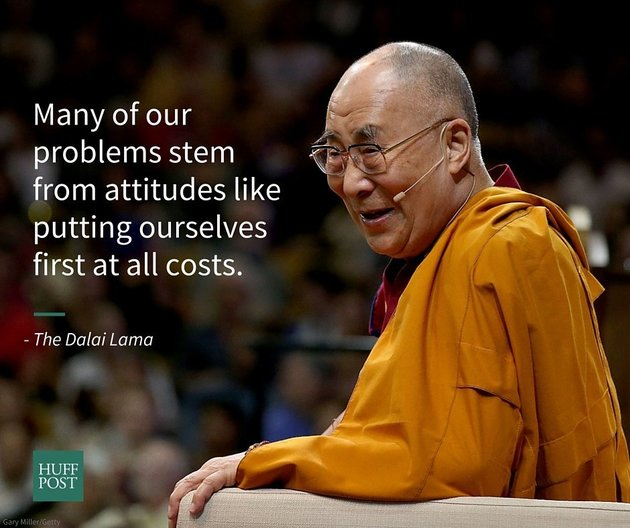 Many of our
problems stem
from attitudes like
putting ourselves
first at all costs.
- The Dalai Lama
HUFF
POST
Gary Miller/Getty